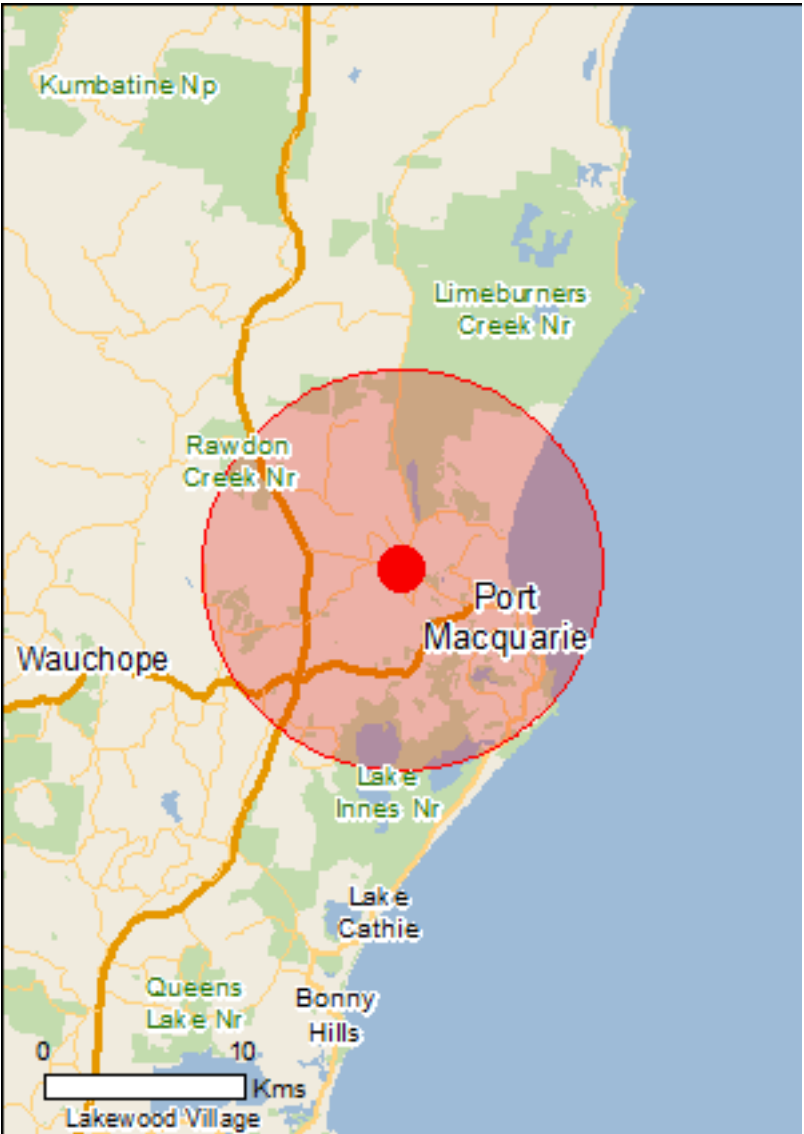 Kumbatine Np
Limeburners
Creek Nr
Rawdon
Creek Nr
Port
Macquarie
Wauchope
Lake
Innes Nr
Lake
Cathie
Queens
Lake Nr
Bonny
Hills
0 10
Kms
Lakewood Village